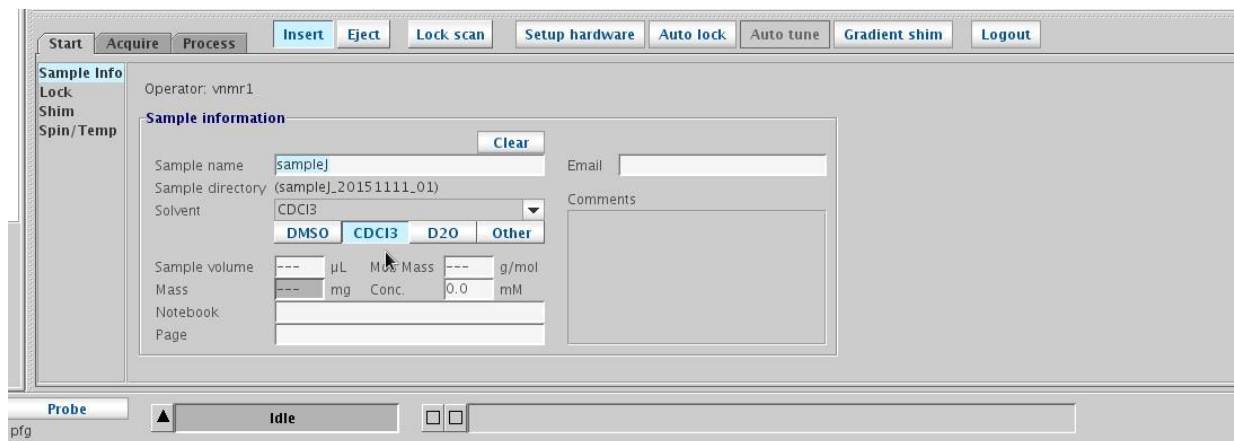 Start Acquire Process Insert Eject Lock scan Setup hardware Auto lock Auto tune Gradient shim Logout
Sample Info
Lock
Shim
Spin/Temp
Operator: vnmr1
Sample information
Clear
Sample name sampleJ Email
Sample directory (sampleJ_20151111_01)
Comments
Solvent CDCl3
DMSO CDCl3 D2O Other
Sample volume --- µL Mass --- g/mol
Mass --- mg Conc. 0.0 mM
Notebook
Page
Probe Idle
pfg